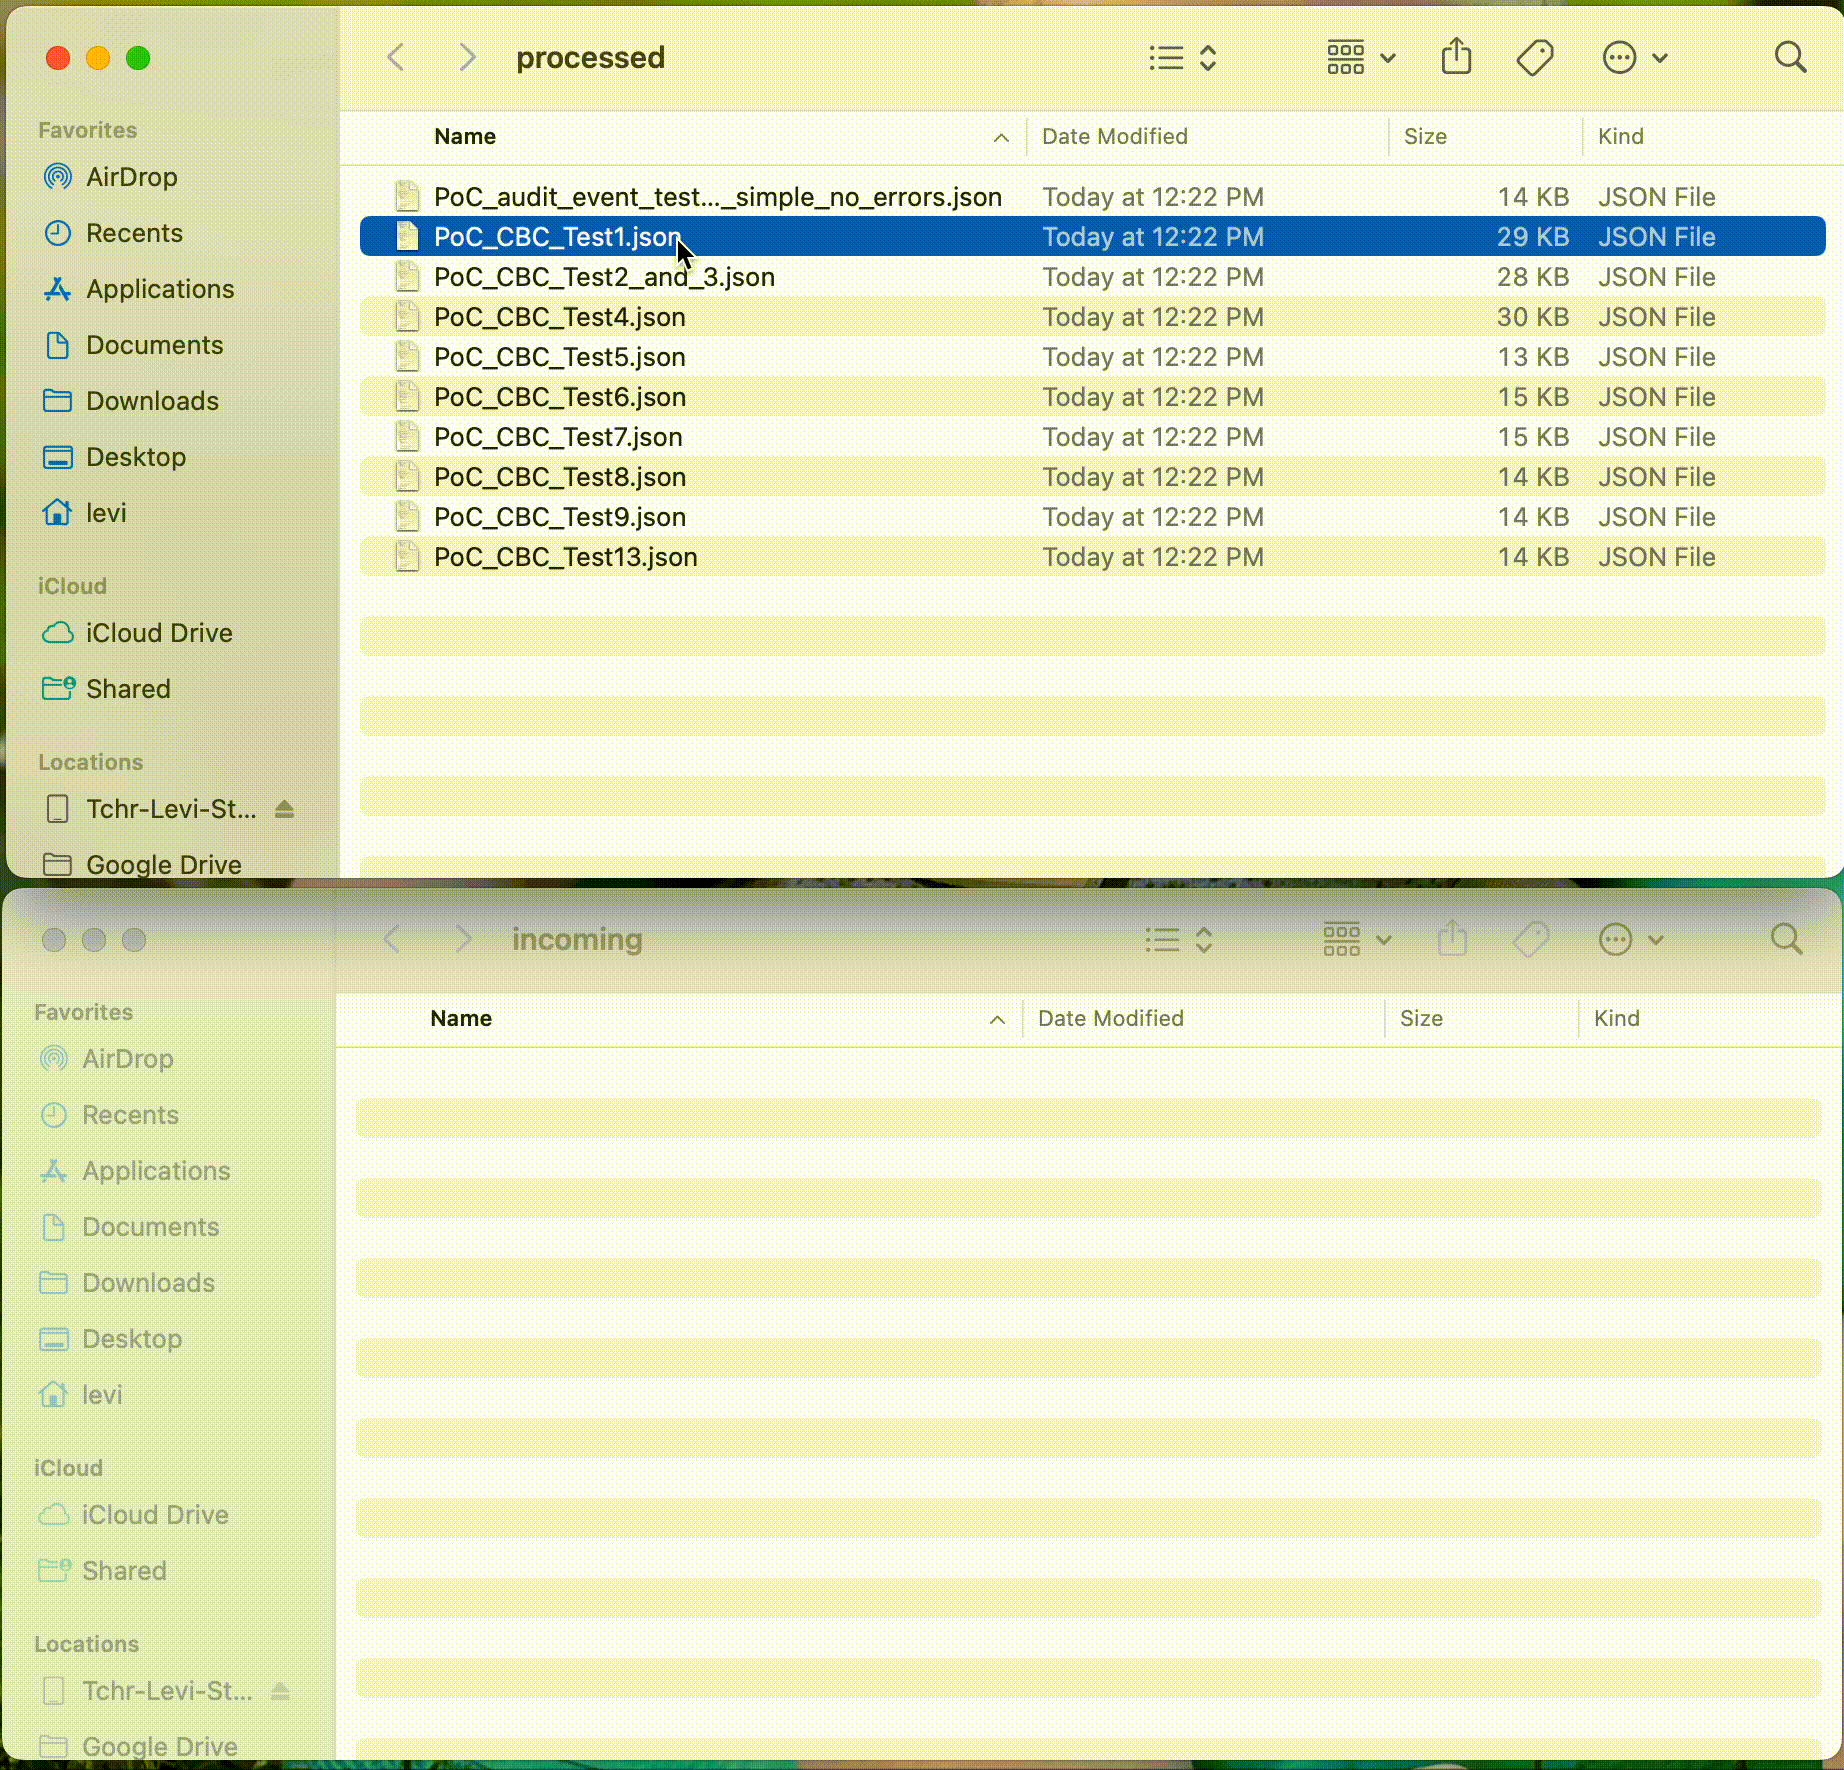 processed
Favorites
AirDrop
Recents
Applications
Documents
Downloads
Desktop
levi
iCloud
iCloud Drive
Shared
Locations
Tchr-Levi-St...
Google Drive
Name Date Modified Size Kind
PoC_audit_event_test..._simple_no_errors.json Today at 12:22 PM 14 KB JSON File
PoC_CBC_Test1.json Today at 12:22 PM 29 KB JSON File
PoC_CBC_Test2_and_3.json Today at 12:22 PM 28 KB JSON File
PoC_CBC_Test4.json Today at 12:22 PM 30 KB JSON File
PoC_CBC_Test5.json Today at 12:22 PM 13 KB JSON File
PoC_CBC_Test6.json Today at 12:22 PM 15 KB JSON File
PoC_CBC_Test7.json Today at 12:22 PM 15 KB JSON File
PoC_CBC_Test8.json Today at 12:22 PM 14 KB JSON File
PoC_CBC_Test9.json Today at 12:22 PM 14 KB JSON File
PoC_CBC_Test13.json Today at 12:22 PM 14 KB JSON File
incoming
Favorites
AirDrop
Recents
Applications
Documents
Downloads
Desktop
levi
iCloud
iCloud Drive
Shared
Locations
Tchr-Levi-St...
Google Drive
Name Date Modified Size Kind